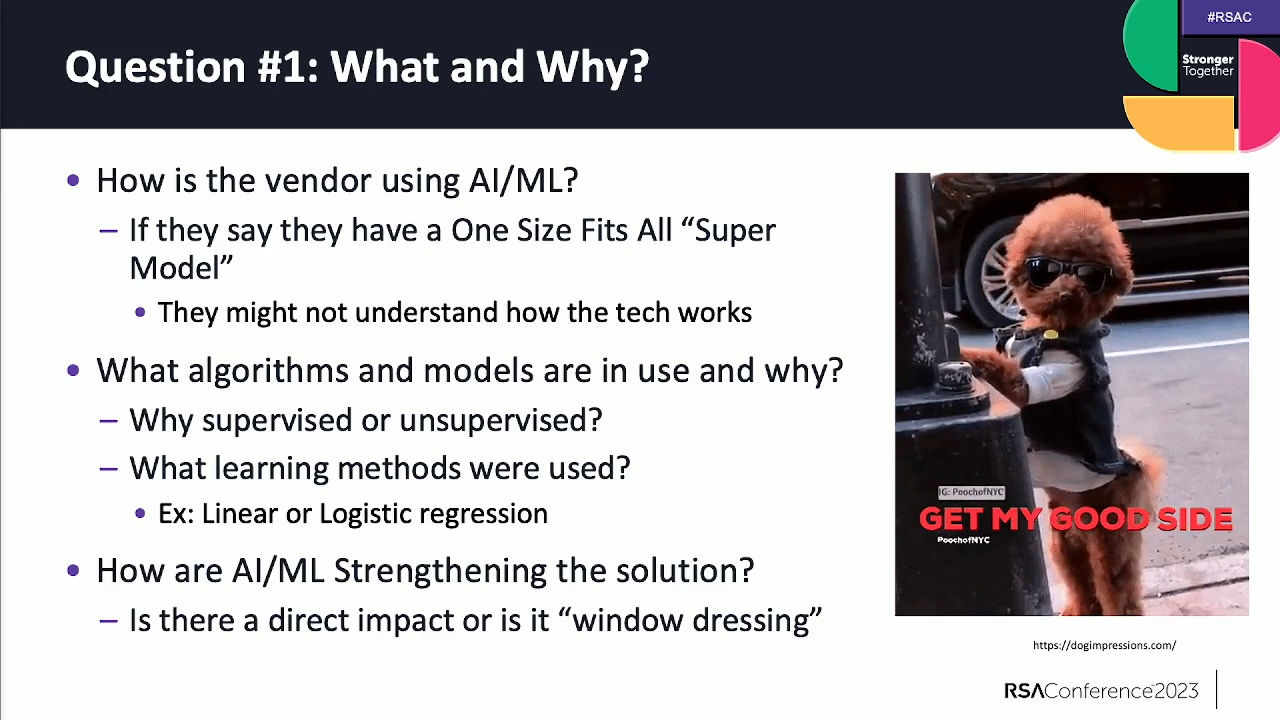 #RSAC
Stronger
Together
Question #1: What and Why?
• How is the vendor using AI/ML?
– If they say they have a One Size Fits All “Super
Model”
• They might not understand how the tech works
• What algorithms and models are in use and why?
– Why supervised or unsupervised?
– What learning methods were used?
• Ex: Linear or Logistic regression
• How are AI/ML Strengthening the solution?
– Is there a direct impact or is it “window dressing”
IG: PoochofNYC
GET MY GOOD SIDE
PoochofNYC
https://dogimpressions.com/
RSAConference™2023